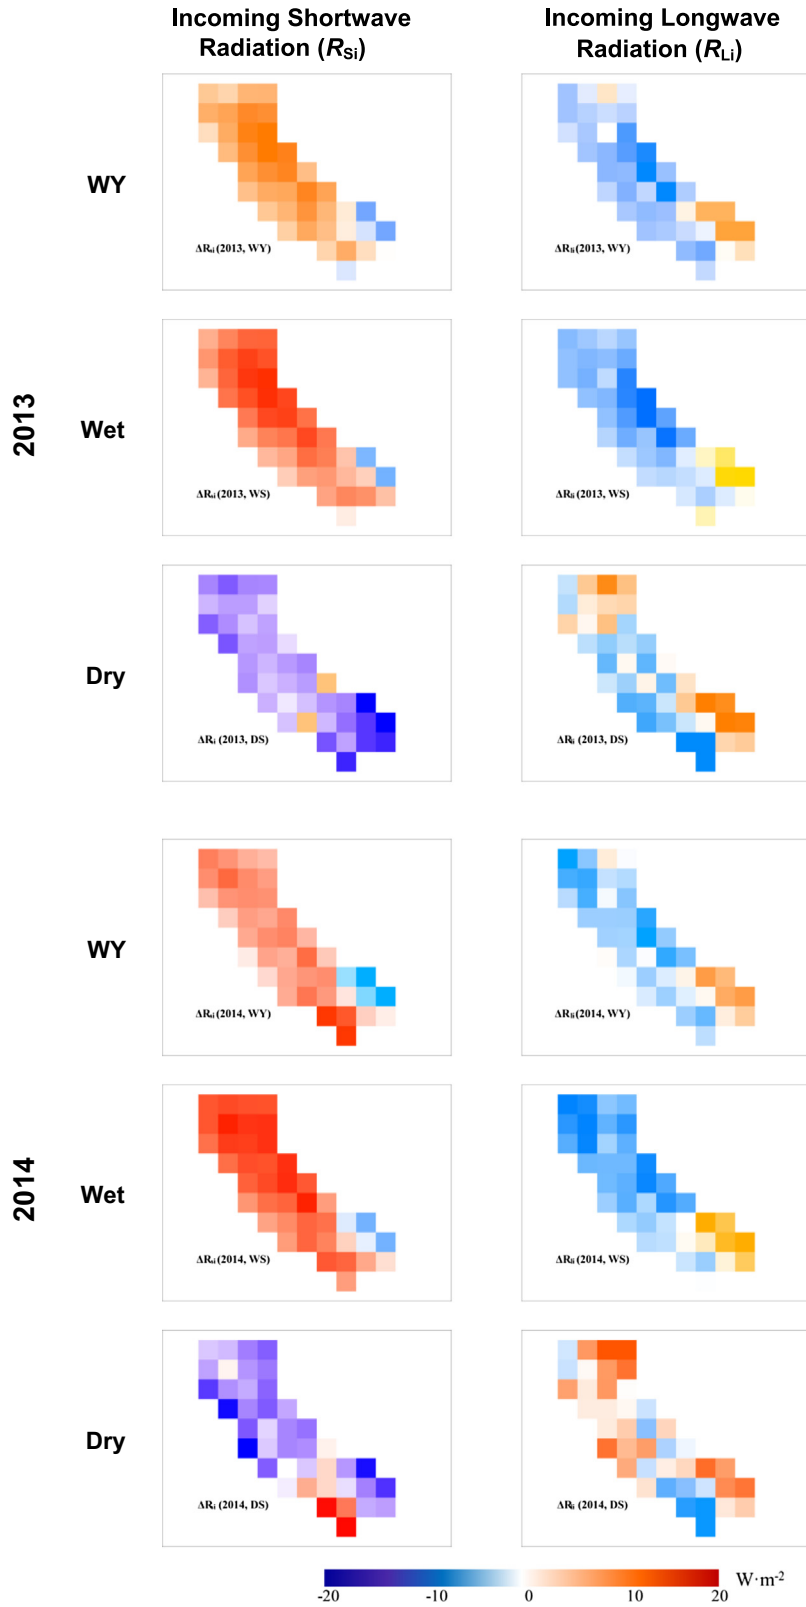 Incoming Shortwave
Radiation (RSi)
Incoming Longwave
Radiation (RLi)
2013
WY
ΔRsi (2013, WY)
ΔRli (2013, WY)
Wet
ΔRsi (2013, WS)
ΔRli (2013, WS)
Dry
ΔRsi (2013, DS)
ΔRli (2013, DS)
2014
WY
ΔRsi (2014, WY)
ΔRli (2014, WY)
Wet
ΔRsi (2014, WS)
ΔRli (2014, WS)
Dry
ΔRsi (2014, DS)
ΔRli (2014, DS)
-20 -10 0 10 20 W·m-2